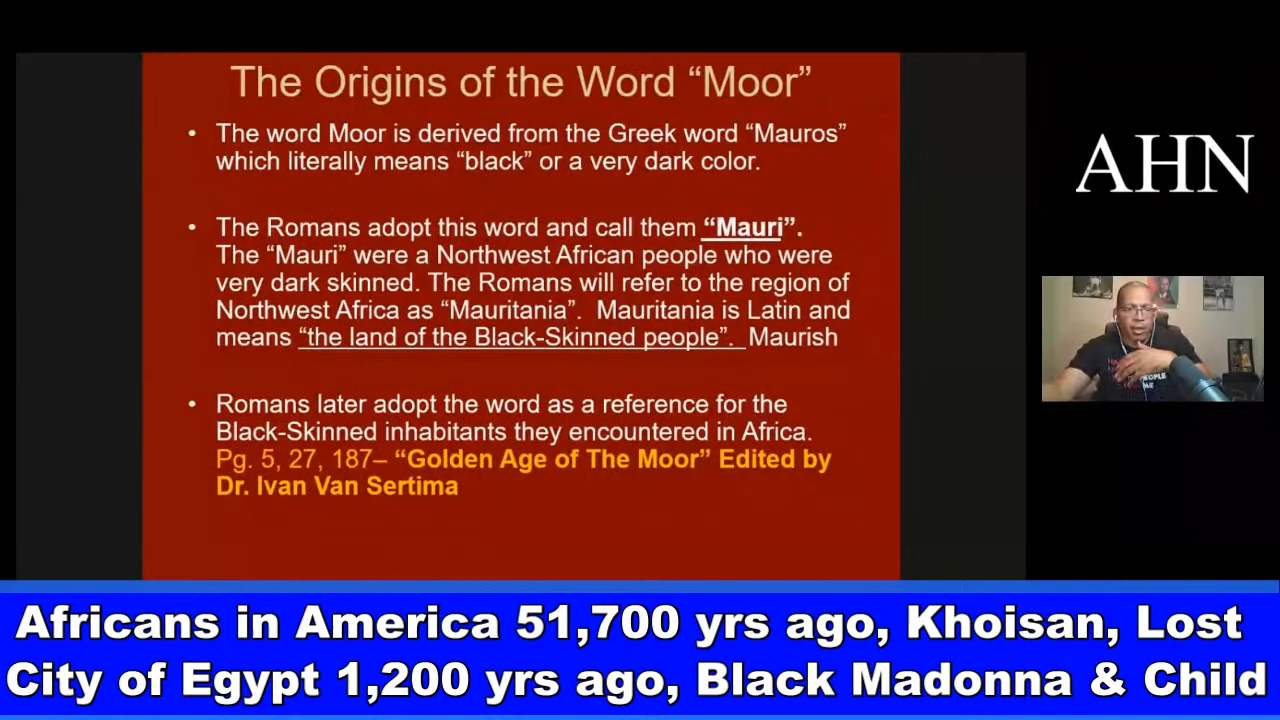 The Origins of the Word “Moor”
• The word Moor is derived from the Greek word “Mauros”
which literally means “black” or a very dark color.
• The Romans adopt this word and call them “Mauri”.
The “Mauri” were a Northwest African people who were
very dark skinned. The Romans will refer to the region of
Northwest Africa as “Mauritania”. Mauritania is Latin and
means “the land of the Black-Skinned people”. Maurish
• Romans later adopt the word as a reference for the
Black-Skinned inhabitants they encountered in Africa.
Pg. 5, 27, 187– “Golden Age of The Moor” Edited by
Dr. Ivan Van Sertima
AHN
Africans in America 51,700 yrs ago, Khoisan, Lost
City of Egypt 1,200 yrs ago, Black Madonna & Child